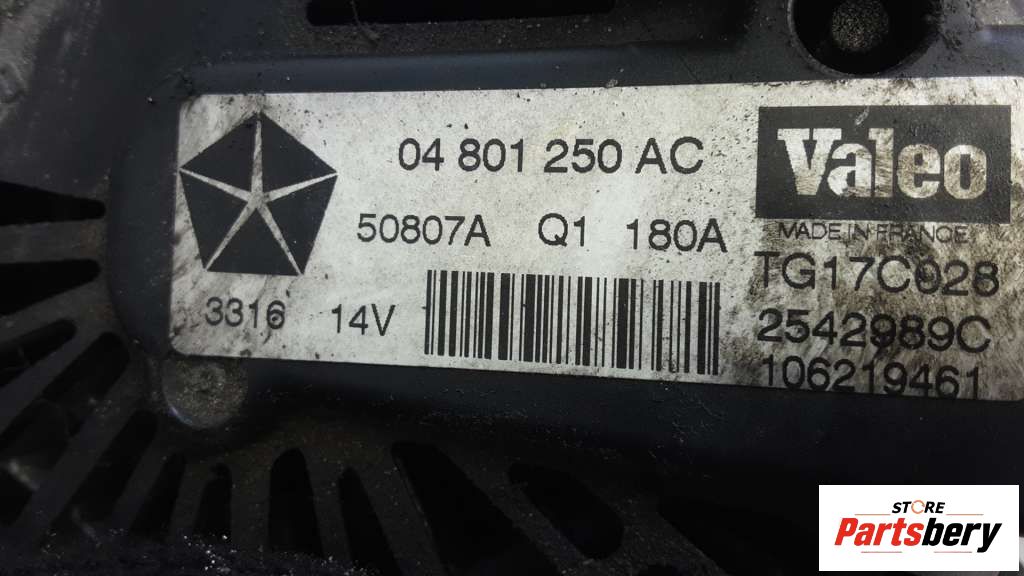 04 801 250 AC
50807A Q1 180A
3316 14V
Valeo
MADE IN FRANCE
TG17C028
2542989C
106219461
STORE
Partsbery